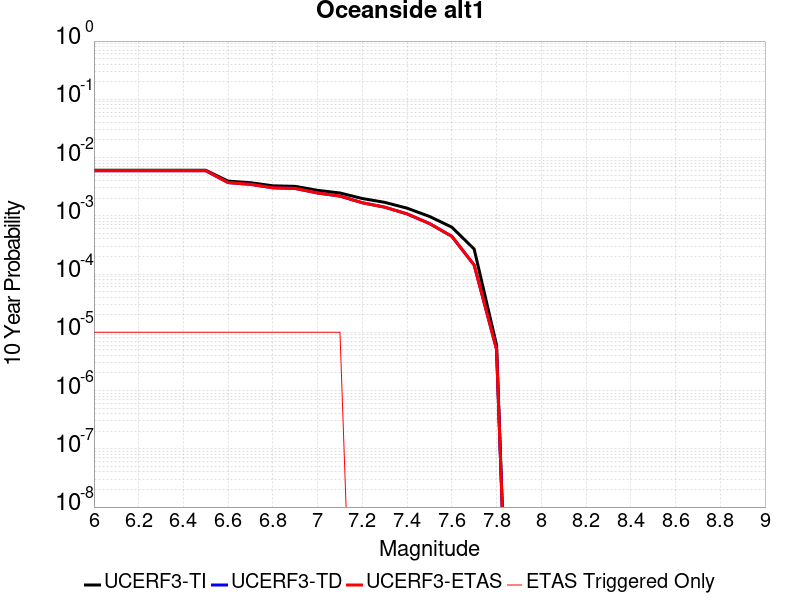 Oceanside alt1
10^0
10^-1
10^-2
10^-3
10^-4
10^-5
10^-6
10^-7
10^-8
10 Year Probability
6 6.2 6.4 6.6 6.8 7 7.2 7.4 7.6 7.8 8 8.2 8.4 8.6 8.8 9
Magnitude
UCERF3-TI UCERF3-TD UCERF3-ETAS ETAS Triggered Only